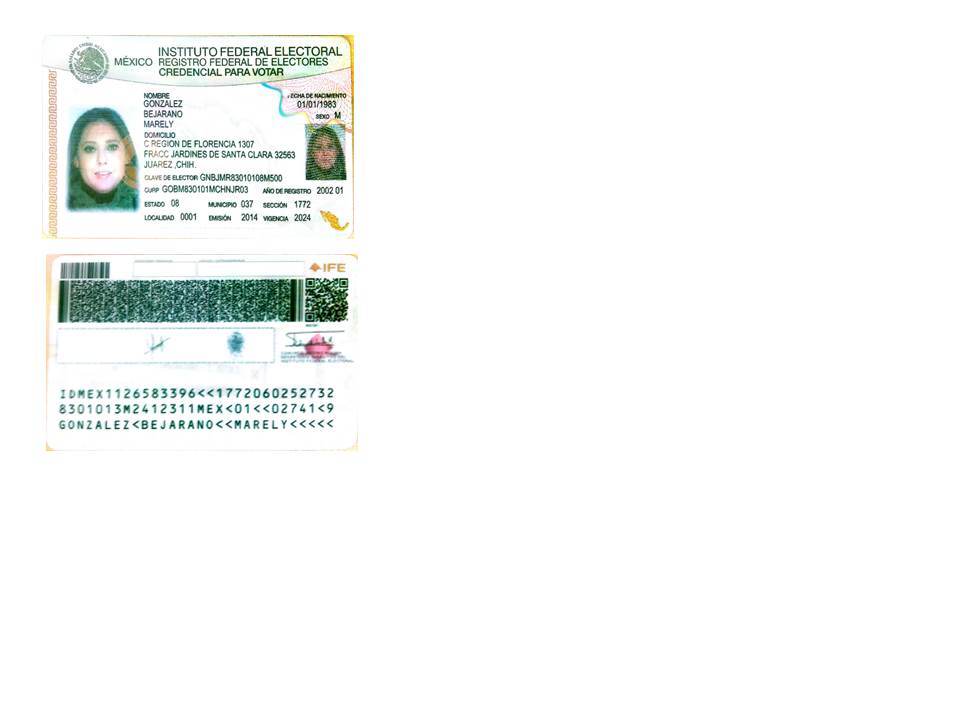 INSTITUTO FEDERAL ELECTORAL
MÉXICO REGISTRO FEDERAL DE ELECTORES
CREDENCIAL PARA VOTAR
NOMBRE
GONZALEZ
BEJARANO
MARELY
FECHA DE NACIMIENTO
01/01/1983
SEXO M
DOMICILIO
C REGION DE FLORENCIA 1307
FRACC JARDINES DE SANTA CLARA 32563
JUAREZ ,CHIH.
CLAVE DE ELECTOR GNBJMR83010108M500
CURP GOBM830101MCHNJR03 AÑO DE REGISTRO 2002 01
ESTADO 08 MUNICIPIO 037 SECCIÓN 1772
LOCALIDAD 0001 EMISIÓN 2014 VIGENCIA 2024
IFE
IDMEX1126583396<<1772060252732
8301013M2412311MEX<01<<02741<9
GONZALEZ<BEJARANO<<MARELY<<<<<